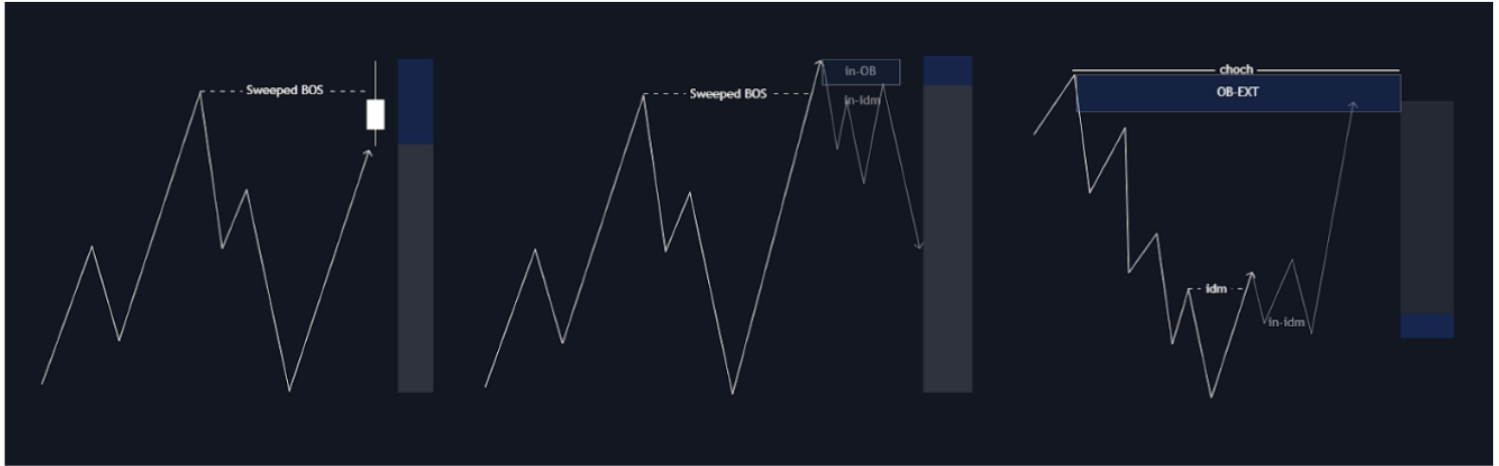 Sweeped BOS
Sweeped BOS
in-OB
in-idm
choch
OB-EXT
idm
in-idm